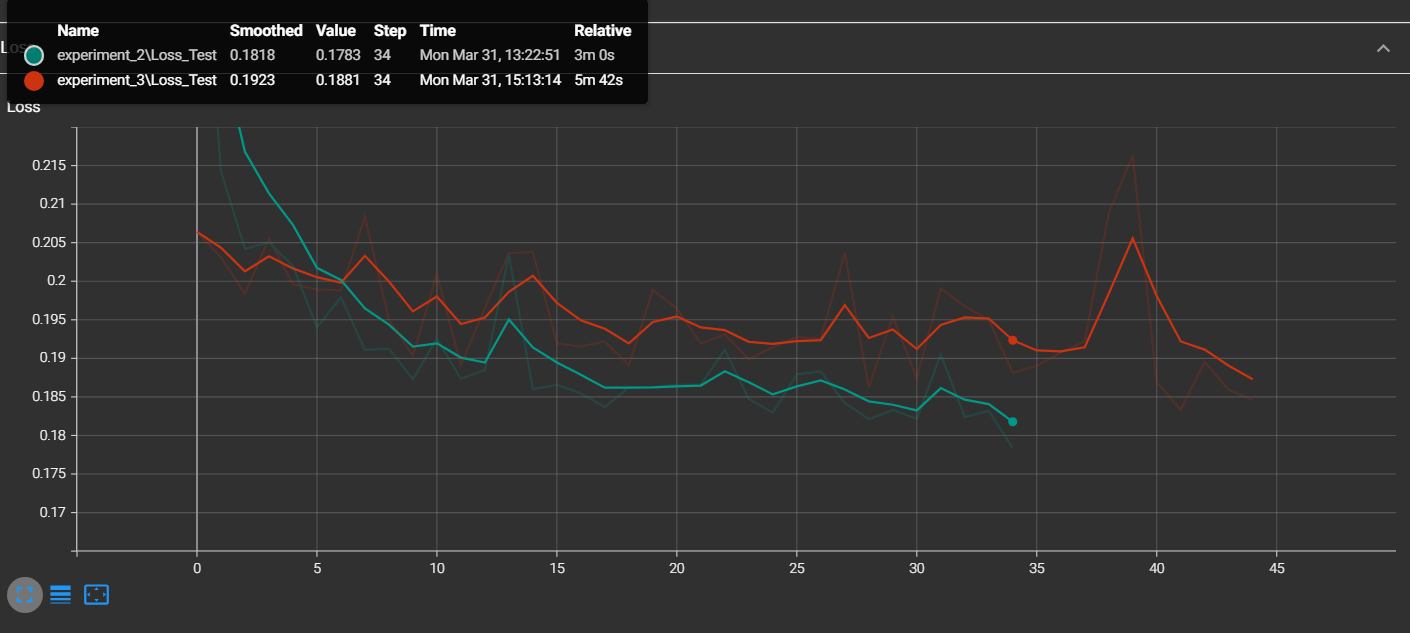 Name Smoothed Value Step Time Relative
experiment_2\Loss_Test 0.1818 0.1783 34 Mon Mar 31, 13:22:51 3m 0s
experiment_3\Loss_Test 0.1923 0.1881 34 Mon Mar 31, 15:13:14 5m 42s
Loss
0.215
0.21
0.205
0.2
0.195
0.19
0.185
0.18
0.175
0.17
0 5 10 15 20 25 30 35 40 45